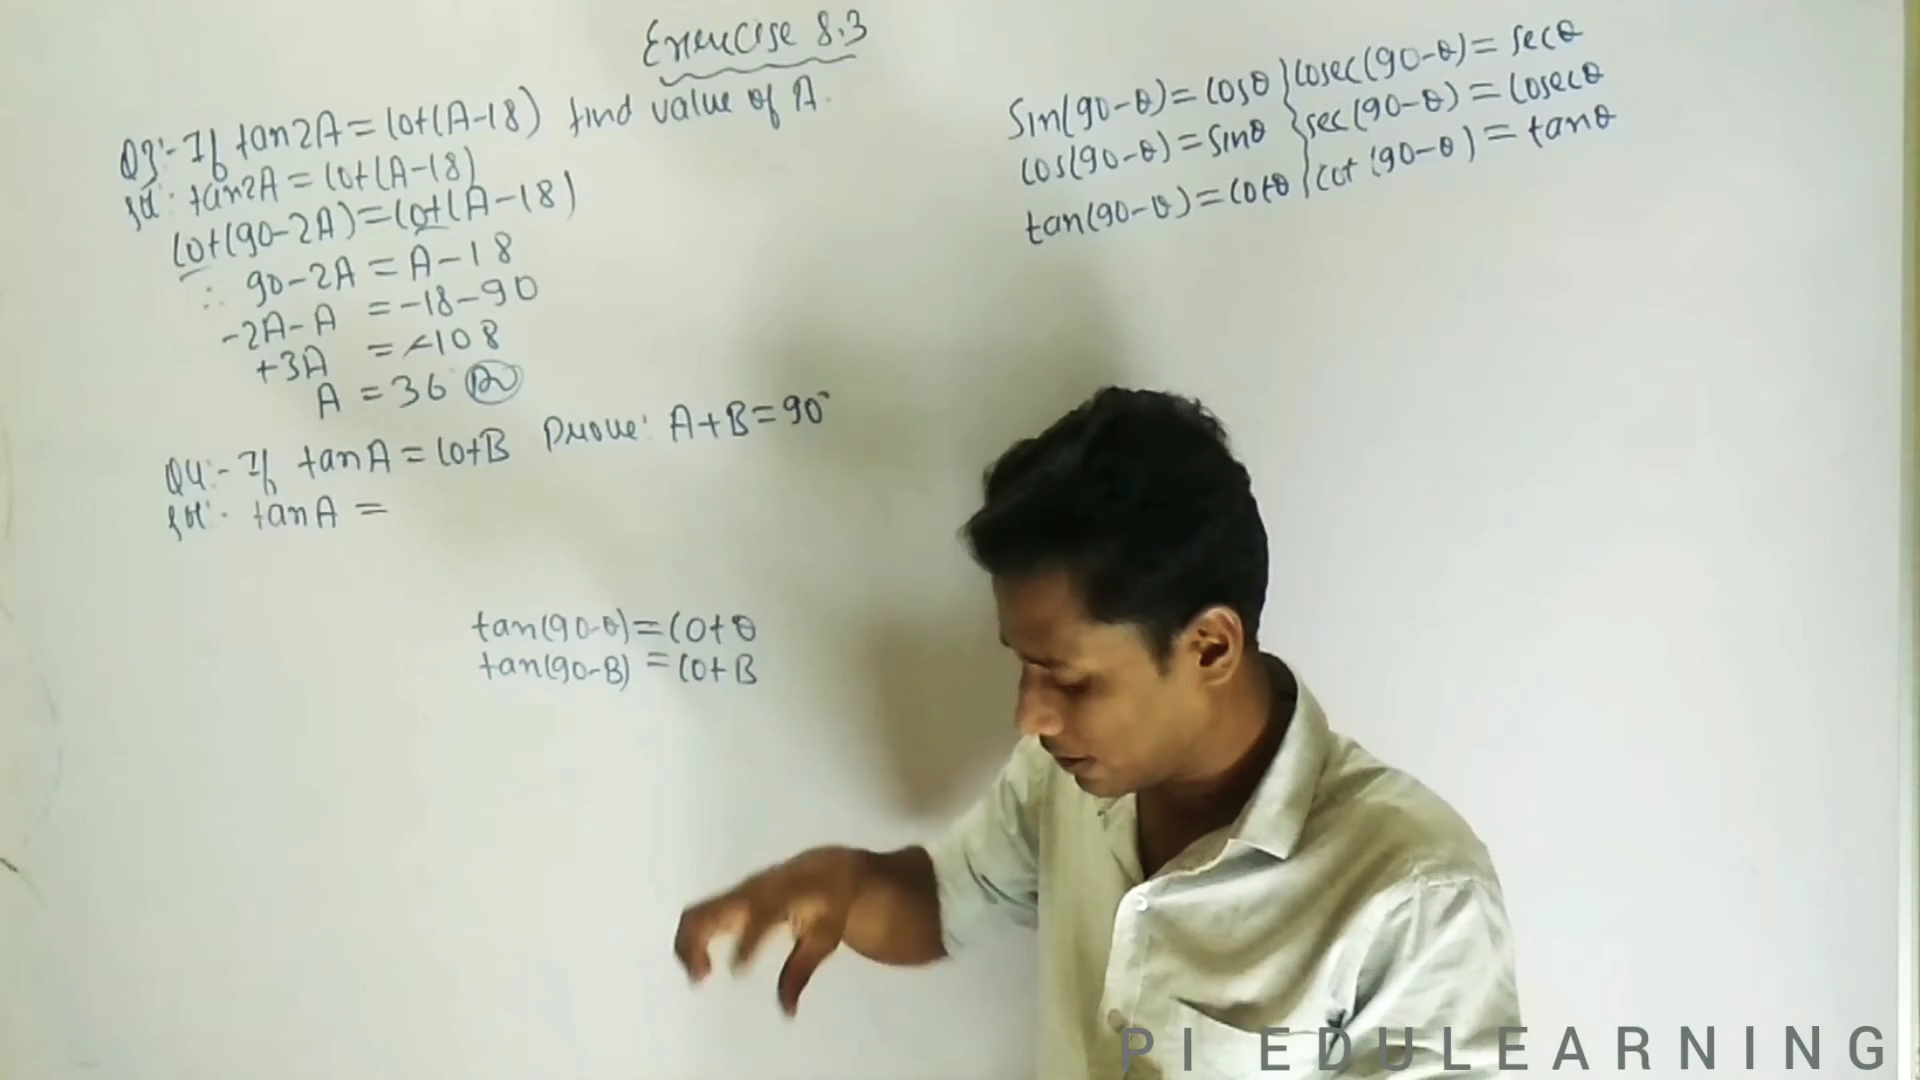 Exercise 8.3
Q3:- If tan2A = cot(A-18) find value of A.
Sol: tan2A = cot(A-18)
cot(90-2A) = cot(A-18)
∴ 90-2A = A-18
-2A-A = -18-90
+3A = -108
A = 36
Q4:- If tanA = cotB Prove: A+B=90°
Sol:- tanA =
tan(90-θ) = cotθ
tan(90-B) = cotB
Sin(90-θ) = cosθ } cosec(90-θ) = secθ
cos(90-θ) = sinθ } sec(90-θ) = cosecθ
tan(90-θ) = cotθ } cot(90-θ) = tanθ
PI EDULEARNING